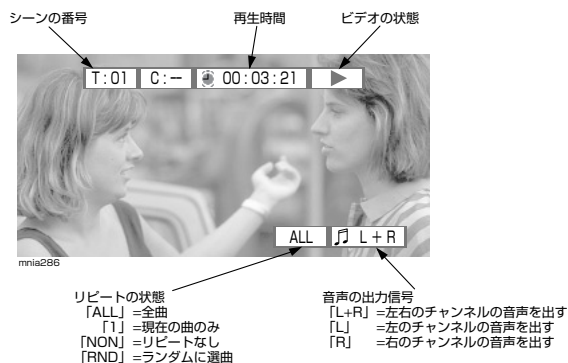 シーンの番号 再生時間 ビデオの状態
T:01 C:-- 00:03:21
ALL L+R
mnia286
リピートの状態
「ALL」=全曲
「1」=現在の曲のみ
「NON」=リピートなし
「RND」=ランダムに選曲
音声の出力信号
「L+R」=左右のチャンネルの音声を出す
「L」 =左のチャンネルの音声を出す
「R」 =右のチャンネルの音声を出す